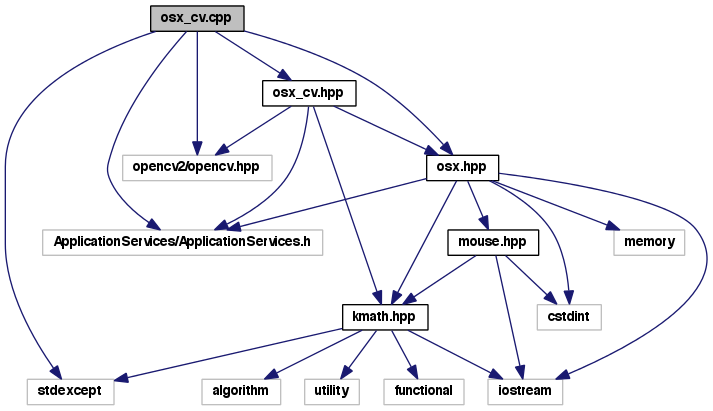 osx_cv.cpp
osx_cv.hpp
opencv2/opencv.hpp
osx.hpp
ApplicationServices/ApplicationServices.h
mouse.hpp
memory
kmath.hpp
cstdint
stdexcept
algorithm
utility
functional
iostream